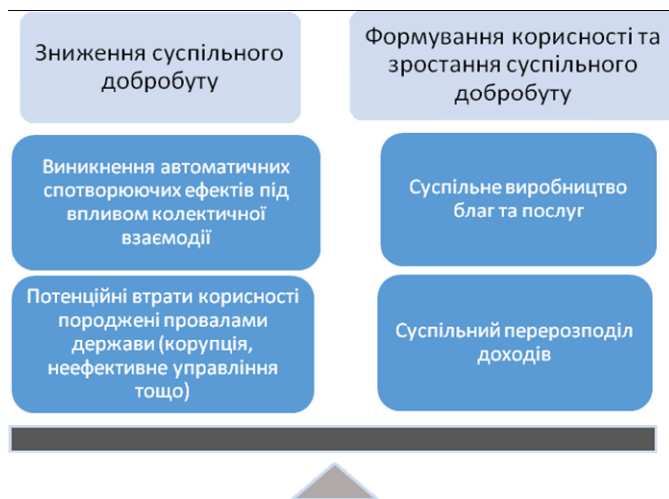 Зниження суспільного
добробуту
Формування корисності та
зростання суспільного
добробуту
Виникнення автоматичних
спотворюючих ефектів під
впливом колектичної
взаємодії
Суспільне виробництво
благ та послуг
Потенційні втрати корисності
породжені провалами
держави (корупція,
неефективне управління
тощо)
Суспільний перерозподіл
доходів